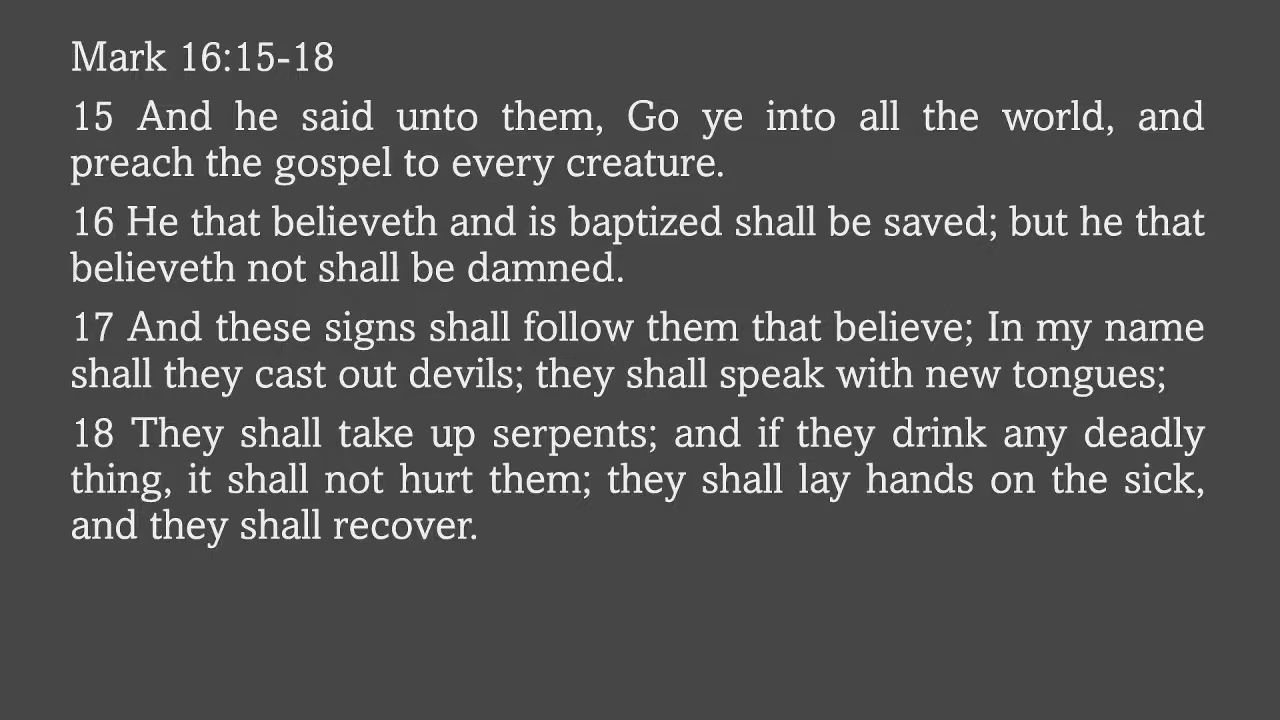 Mark 16:15-18
15 And he said unto them, Go ye into all the world, and
preach the gospel to every creature.
16 He that believeth and is baptized shall be saved; but he that
believeth not shall be damned.
17 And these signs shall follow them that believe; In my name
shall they cast out devils; they shall speak with new tongues;
18 They shall take up serpents; and if they drink any deadly
thing, it shall not hurt them; they shall lay hands on the sick,
and they shall recover.